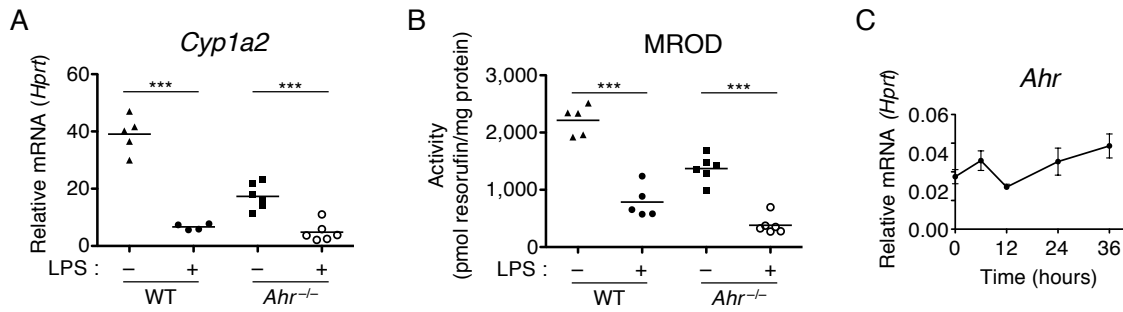 A
Cyp1a2
Relative mRNA (Hprt)
60
40
20
0
***
***
LPS : – + – +
WT Ahr–/–
B
MROD
Activity
(pmol resorufin/mg protein)
3,000
2,000
1,000
0
***
***
LPS : – + – +
WT Ahr–/–
C
Ahr
Relative mRNA (Hprt)
0.06
0.04
0.02
0.00
0 12 24 36
Time (hours)